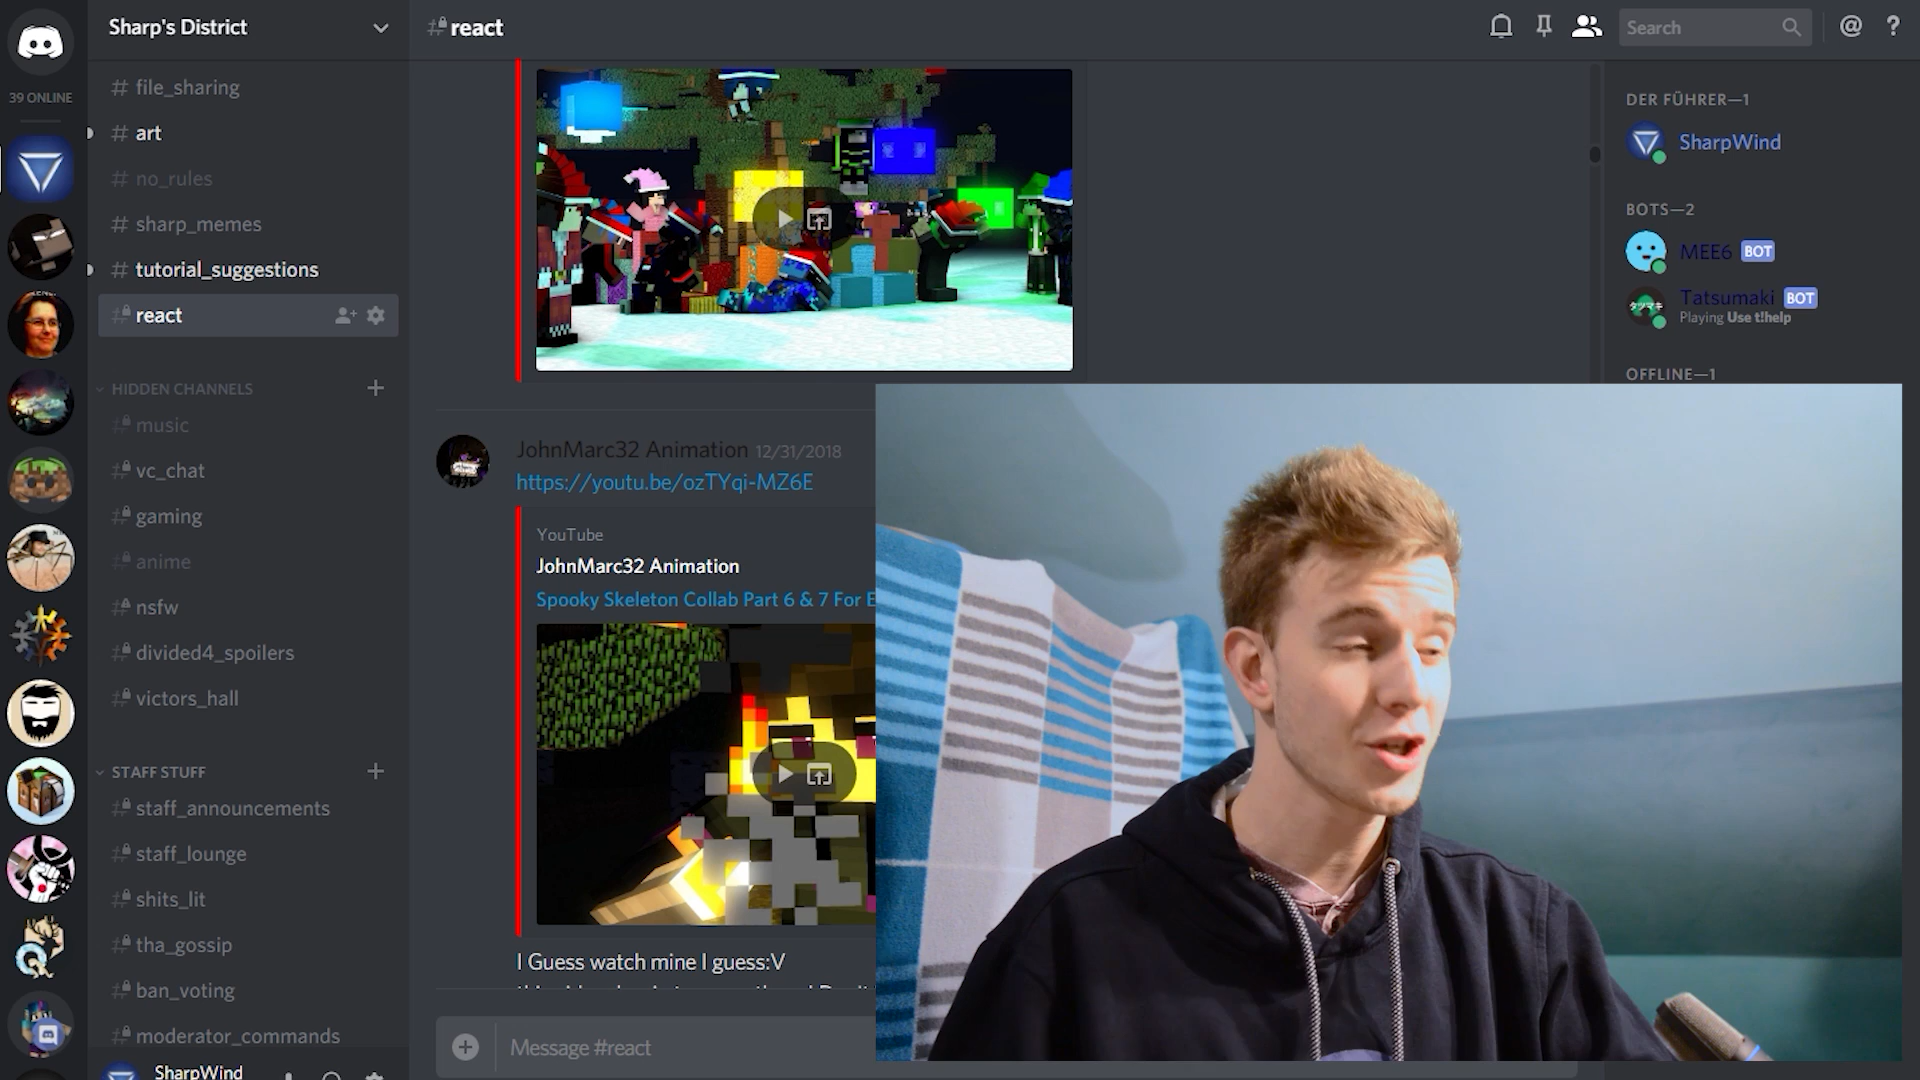 39 ONLINE
Sharp's District
file_sharing
art
no_rules
sharp_memes
tutorial_suggestions
react
HIDDEN CHANNELS
music
vc_chat
gaming
anime
nsfw
divided4_spoilers
victors_hall
STAFF STUFF
staff_announcements
staff_lounge
shits_lit
tha_gossip
ban_voting
moderator_commands
SharpWind
react
Search
JohnMarc32 Animation 12/31/2018
https://youtu.be/ozTYqi-MZ6E
YouTube
JohnMarc32 Animation
Spooky Skeleton Collab Part 6 & 7 For E
I Guess watch mine I guess:V
Message #react
DER FÜHRER—1
SharpWind
BOTS—2
MEE6 BOT
Tatsumaki BOT
Playing Use t!help
OFFLINE—1